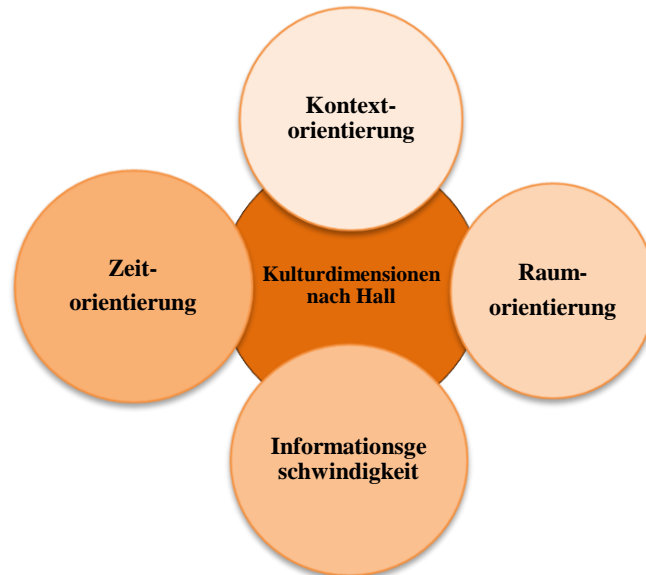 Kontext-
orientierung
Zeit-
orientierung
Kulturdimensionen
nach Hall
Raum-
orientierung
Informationsge
schwindigkeit